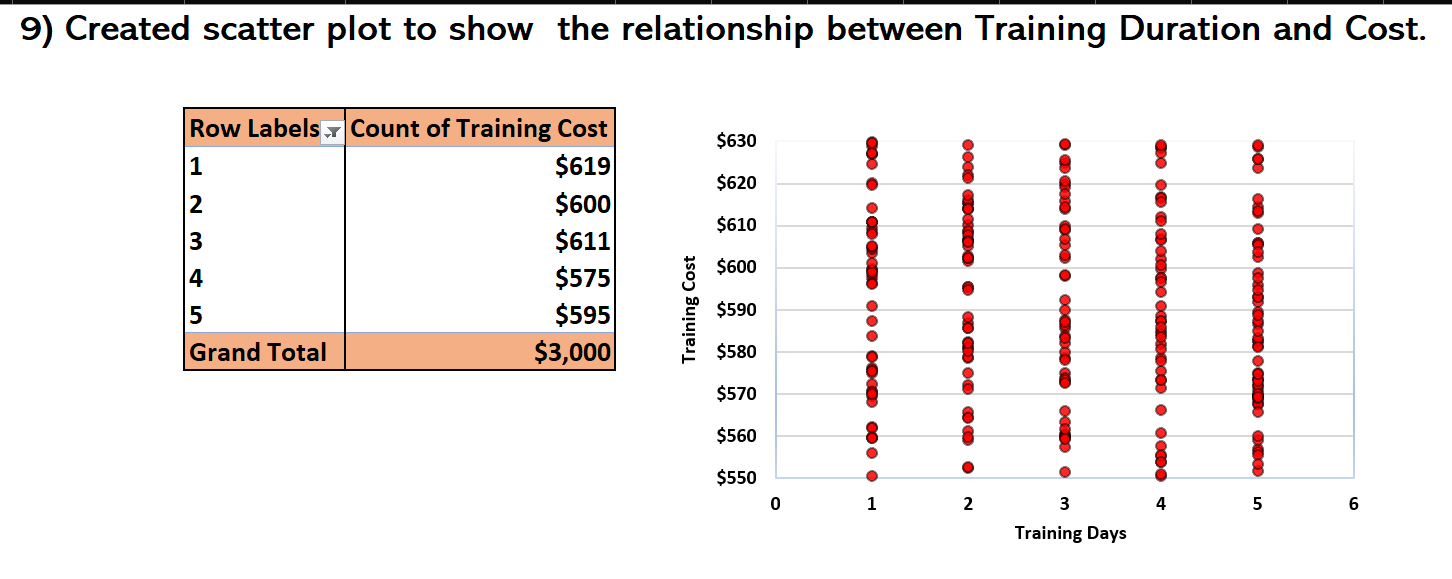 9) Created scatter plot to show the relationship between Training Duration and Cost.
Row Labels Count of Training Cost
1 $619
2 $600
3 $611
4 $575
5 $595
Grand Total $3,000
$630
$620
$610
$600
$590
$580
$570
$560
$550
Training Cost
0 1 2 3 4 5 6
Training Days